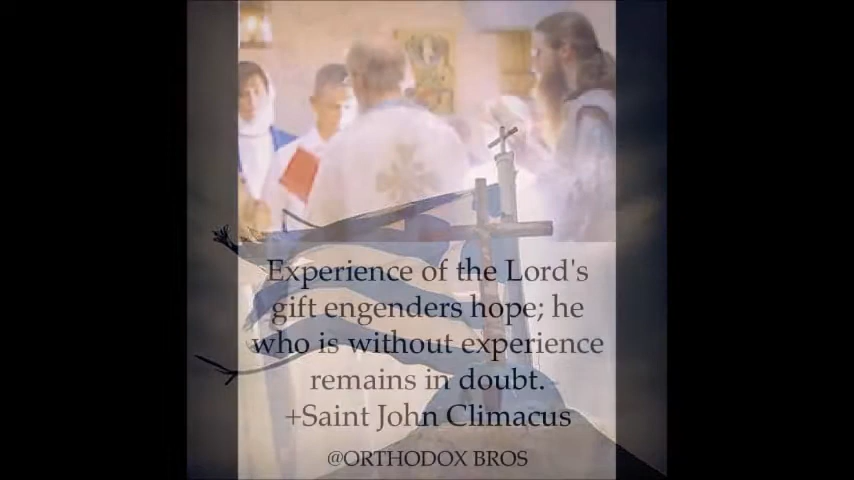 Experience of the Lord's
gift engenders hope; he
who is without experience
remains in doubt.
+Saint John Climacus
@ORTHODOX BROS